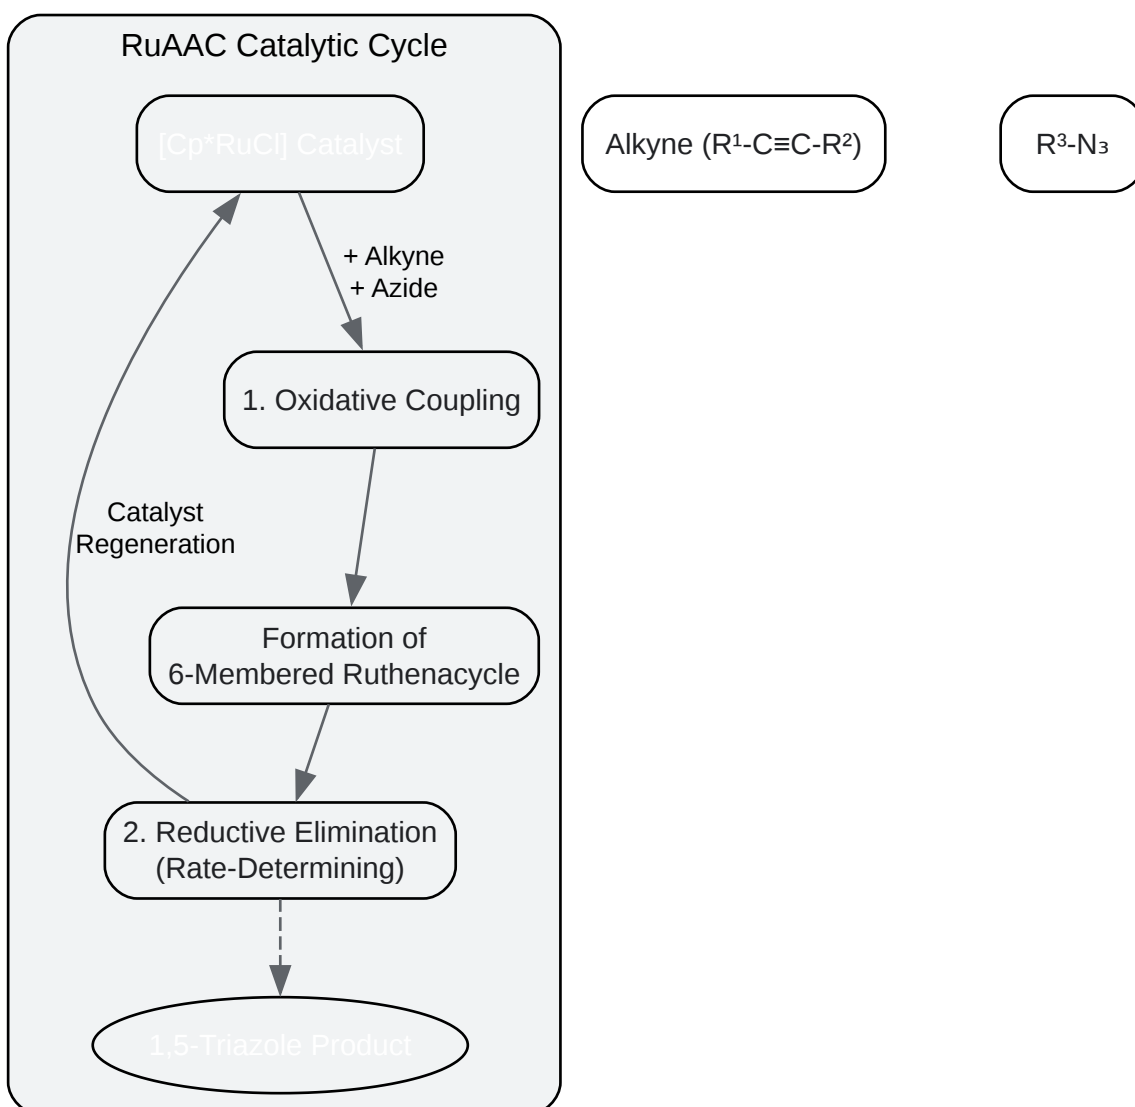 RuAAC Catalytic Cycle
[Cp*RuCl] Catalyst
Alkyne (R¹-C≡C-R²)
R³-N₃
+ Alkyne
+ Azide
1. Oxidative Coupling
Catalyst
Regeneration
Formation of
6-Membered Ruthenacycle
2. Reductive Elimination
(Rate-Determining)
1,5-Triazole Product